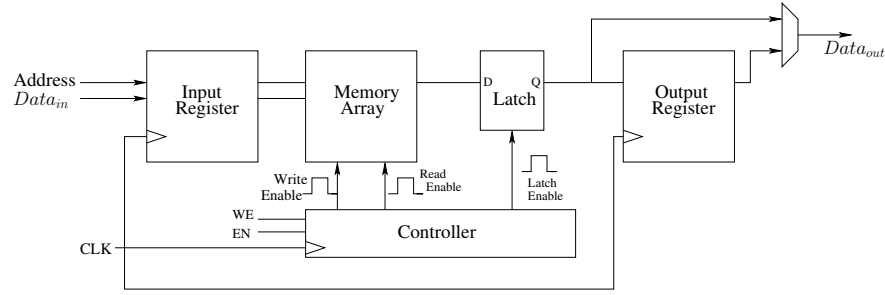 Address
Data_in
Input
Register
Memory
Array
D
Q
Latch
Output
Register
Data_out
Write
Enable
Read
Enable
Latch
Enable
WE
EN
CLK
Controller